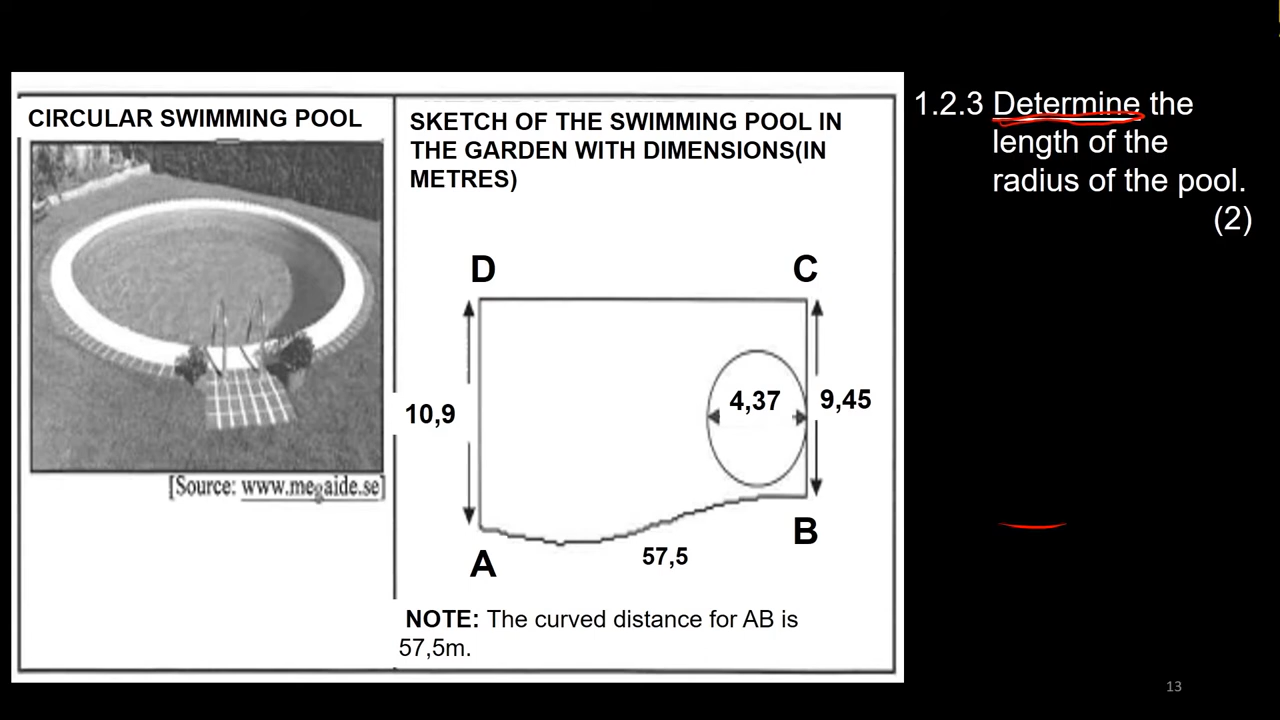 CIRCULAR SWIMMING POOL
[Source: www.megaide.se]
SKETCH OF THE SWIMMING POOL IN
THE GARDEN WITH DIMENSIONS(IN
METRES)
D
C
10,9
4,37
9,45
A
B
57,5
NOTE: The curved distance for AB is
57,5m.
1.2.3 Determine the
length of the
radius of the pool.
(2)
13